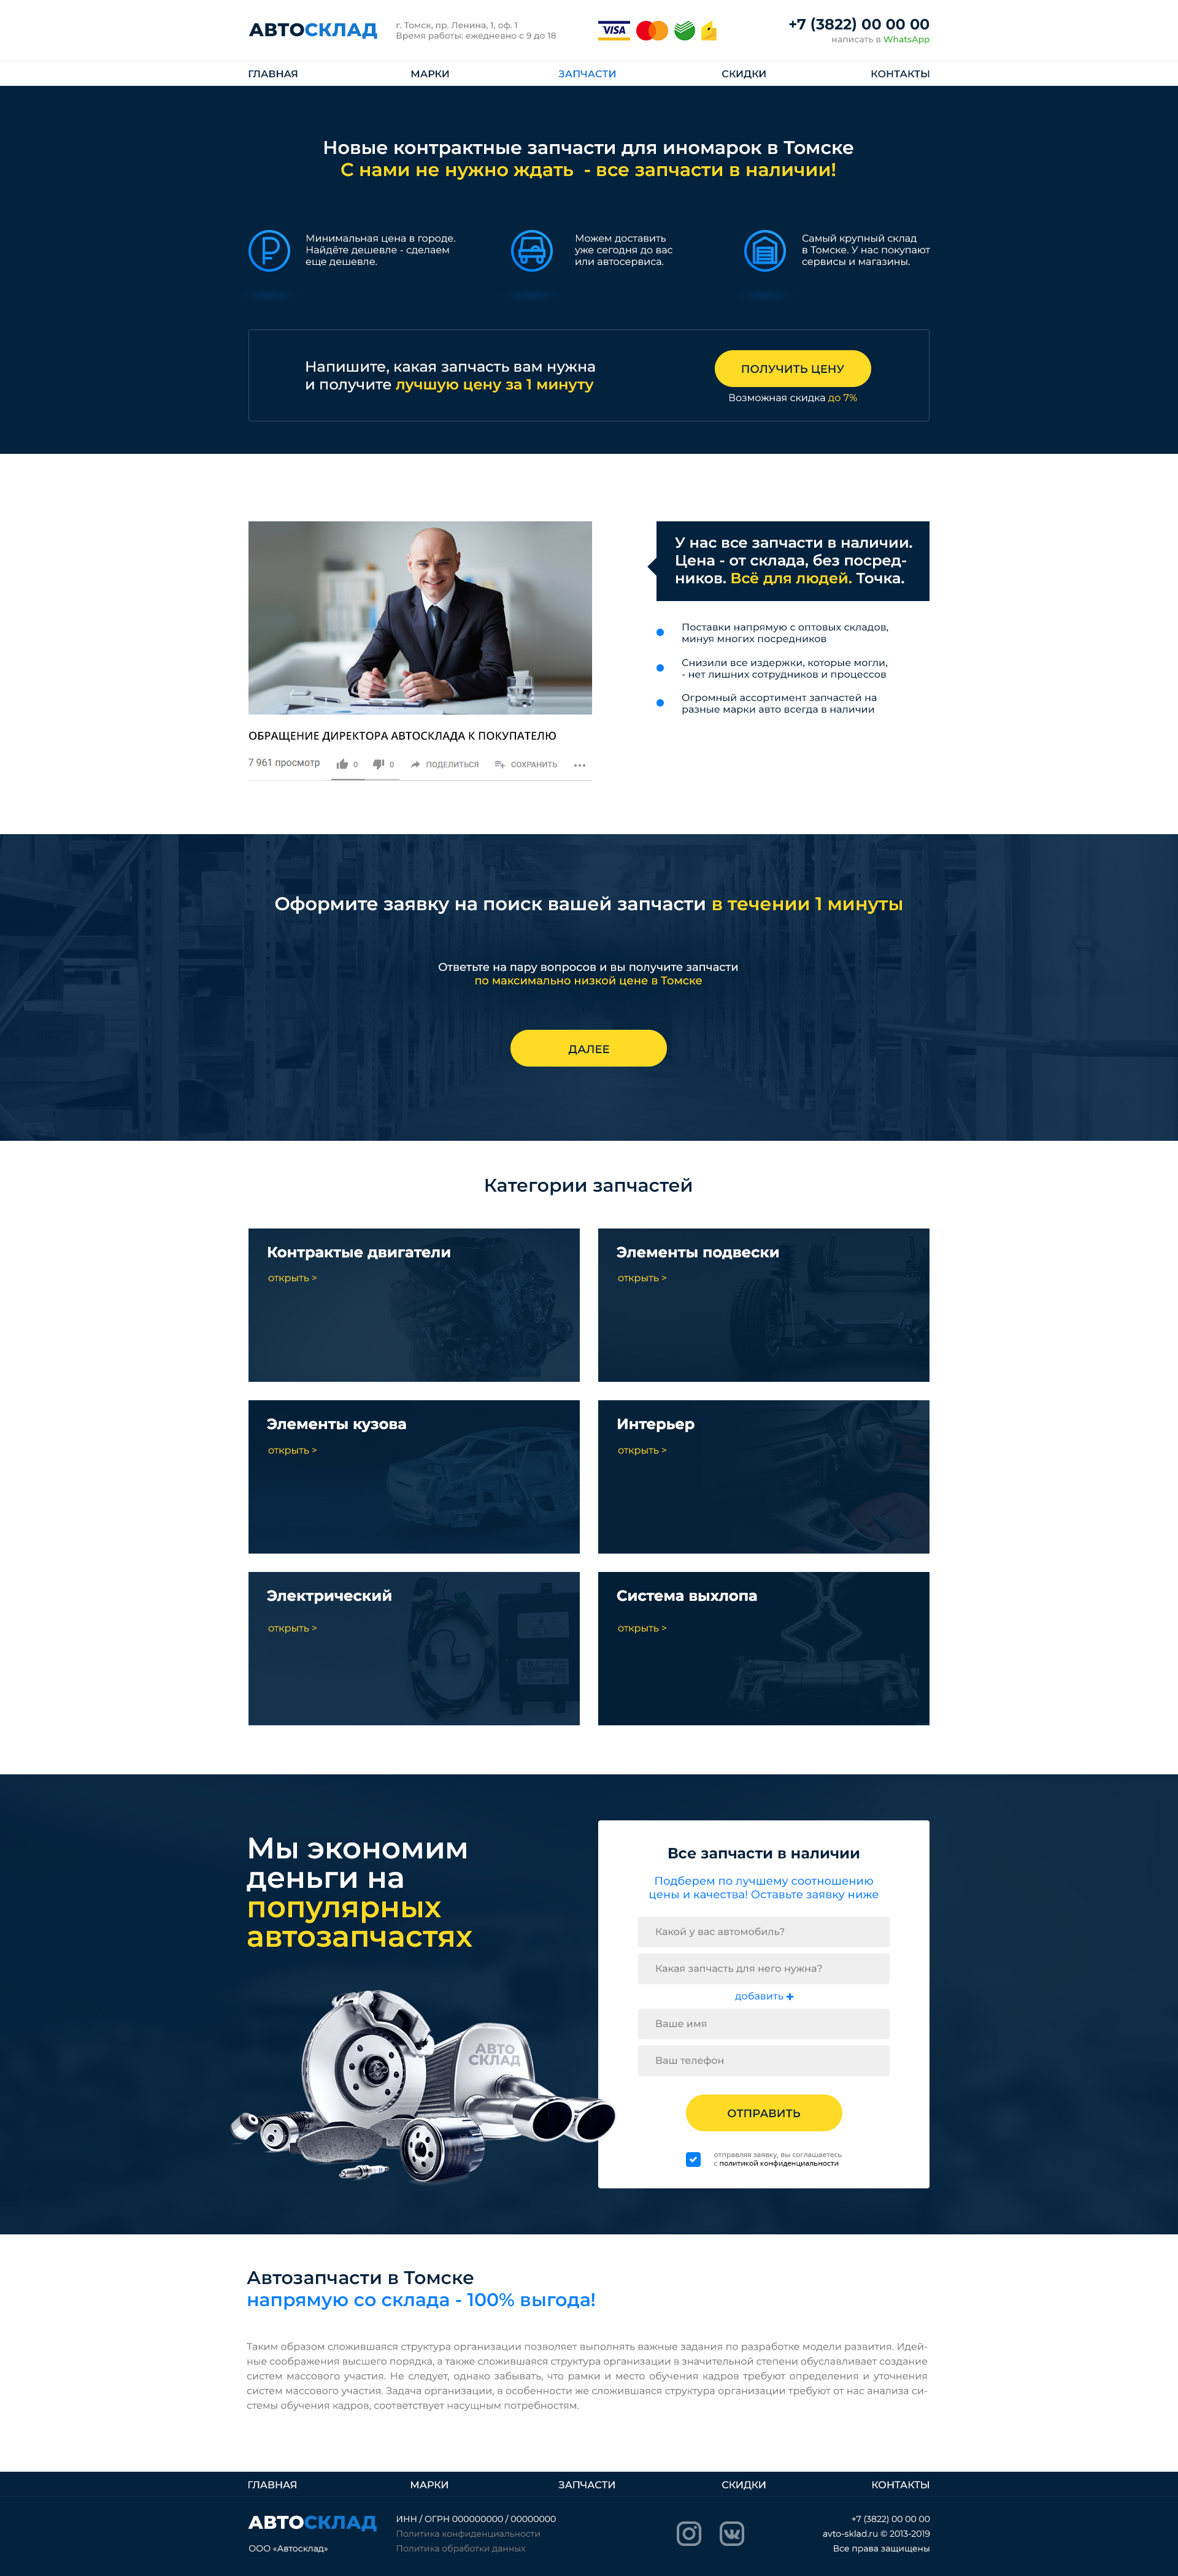 АВТОСКЛАД
г. Томск, пр. Ленина, 1, оф. 1
Время работы: ежедневно с 9 до 18
VISA
+7 (3822) 00 00 00
написать в WhatsApp
ГЛАВНАЯ
МАРКИ
ЗАПЧАСТИ
СКИДКИ
КОНТАКТЫ
Новые контрактные запчасти для иномарок в Томске
С нами не нужно ждать - все запчасти в наличии!
Минимальная цена в городе.
Найдёте дешевле - сделаем
еще дешевле.
Можем доставить
уже сегодня до вас
или автосервиса.
Самый крупный склад
в Томске. У нас покупают
сервисы и магазины.
Напишите, какая запчасть вам нужна
и получите лучшую цену за 1 минуту
ПОЛУЧИТЬ ЦЕНУ
Возможная скидка до 7%
ОБРАЩЕНИЕ ДИРЕКТОРА АВТОСКЛАДА К ПОКУПАТЕЛЮ
7 961 просмотр
0
0
ПОДЕЛИТЬСЯ
СОХРАНИТЬ
У нас все запчасти в наличии.
Цена - от склада, без посред-
ников. Всё для людей. Точка.
Поставки напрямую с оптовых складов,
минуя многих посредников
Снизили все издержки, которые могли,
- нет лишних сотрудников и процессов
Огромный ассортимент запчастей на
разные марки авто всегда в наличии
Оформите заявку на поиск вашей запчасти в течении 1 минуты
Ответьте на пару вопросов и вы получите запчасти
по максимально низкой цене в Томске
ДАЛЕЕ
Категории запчастей
Контрактые двигатели
открыть >
Элементы подвески
открыть >
Элементы кузова
открыть >
Интерьер
открыть >
Электрический
открыть >
Система выхлопа
открыть >
Мы экономим
деньги на
популярных
автозапчастях
АВТО
СКЛАД
Все запчасти в наличии
Подберем по лучшему соотношению
цены и качества! Оставьте заявку ниже
Какой у вас автомобиль?
Какая запчасть для него нужна?
добавить +
Ваше имя
Ваш телефон
ОТПРАВИТЬ
отправляя заявку, вы соглашаетесь
с политикой конфиденциальности
Автозапчасти в Томске
напрямую со склада - 100% выгода!
Таким образом сложившаяся структура организации позволяет выполнять важные задания по разработке модели развития. Идей-
ные соображения высшего порядка, а также сложившаяся структура организации в значительной степени обуславливает создание
систем массового участия. Не следует, однако забывать, что рамки и место обучения кадров требуют определения и уточнения
систем массового участия. Задача организации, в особенности же сложившаяся структура организации требуют от нас анализа си-
стемы обучения кадров, соответствует насущным потребностям.
ГЛАВНАЯ
МАРКИ
ЗАПЧАСТИ
СКИДКИ
КОНТАКТЫ
АВТОСКЛАД
ООО «Автосклад»
ИНН / ОГРН 000000000 / 00000000
Политика конфиденциальности
Политика обработки данных
+7 (3822) 00 00 00
avto-sklad.ru © 2013-2019
Все права защищены